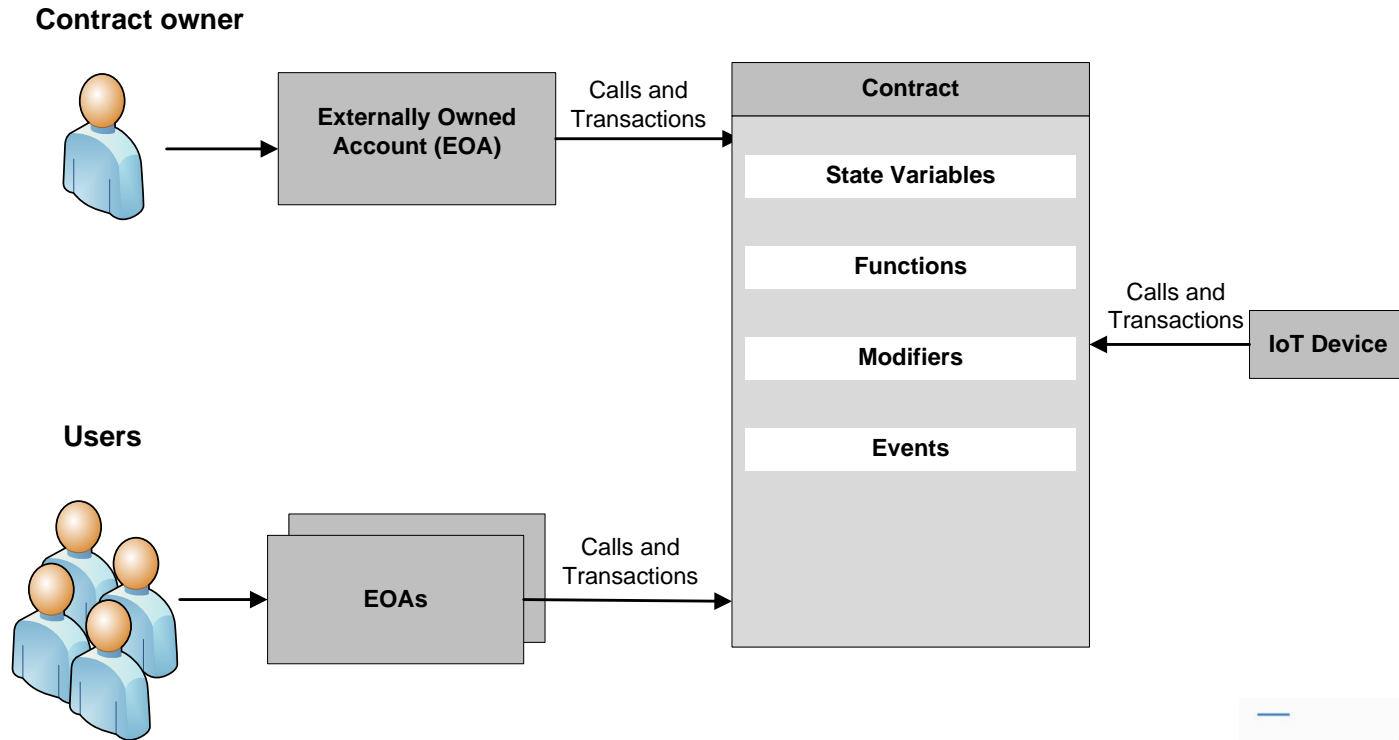 Contract owner
Externally Owned
Account (EOA)
Calls and
Transactions
Contract
State Variables
Functions
Modifiers
Events
Calls and
Transactions
IoT Device
Users
EOAs
Calls and
Transactions